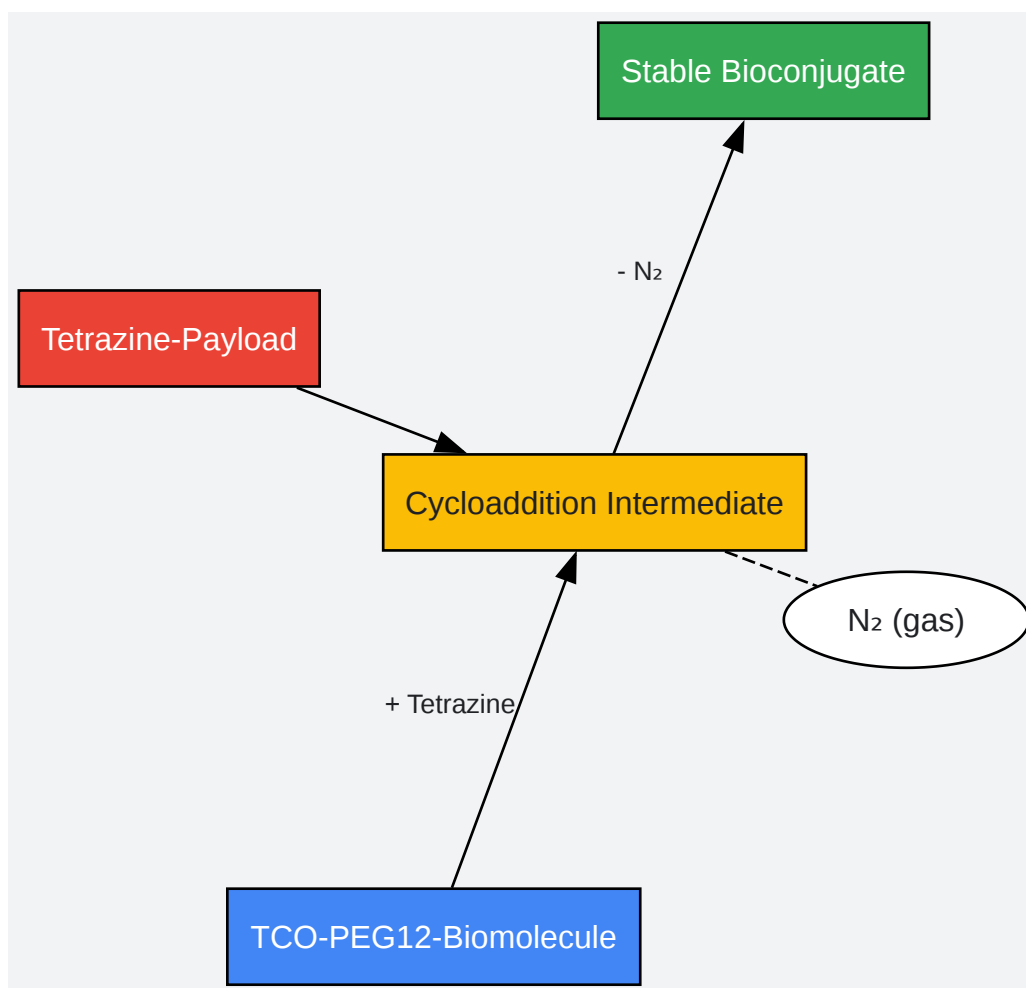 Stable Bioconjugate
- N₂
Tetrazine-Payload
Cycloaddition Intermediate
N₂ (gas)
+ Tetrazine
TCO-PEG12-Biomolecule